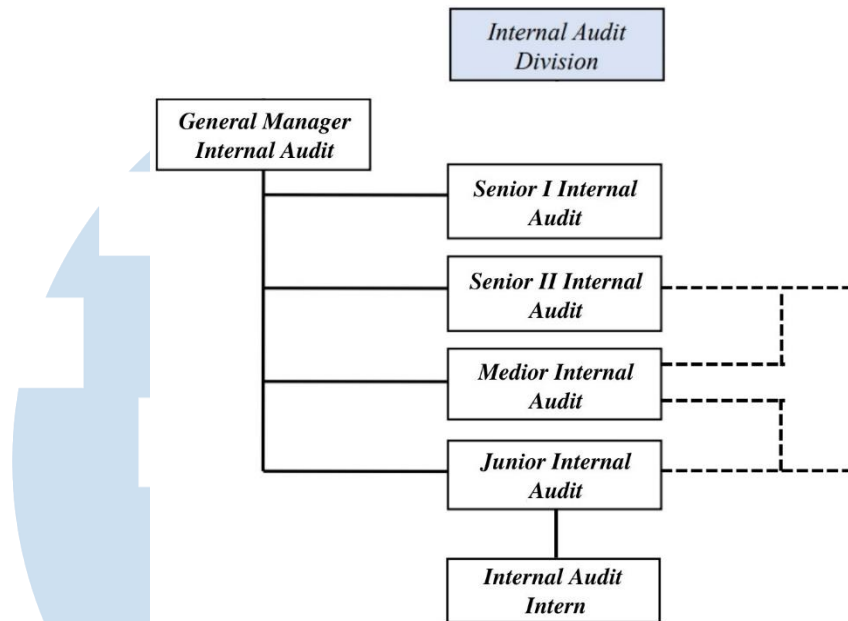 Internal Audit
Division
General Manager
Internal Audit
Senior I Internal
Audit
Senior II Internal
Audit
Medior Internal
Audit
Junior Internal
Audit
Internal Audit
Intern